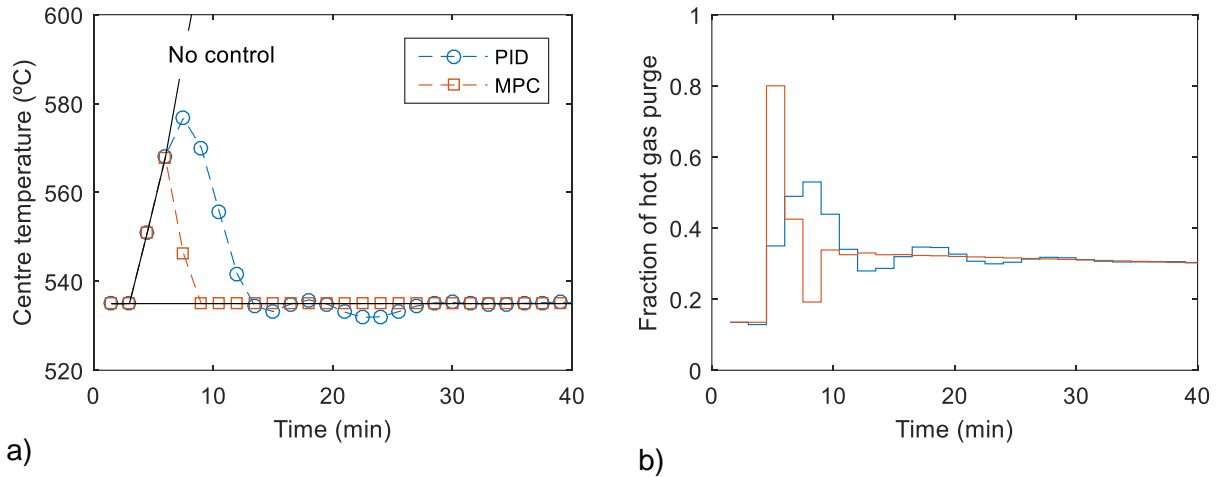 600
580
560
540
520
Centre temperature (ºC)
No control
PID
MPC
0
10
20
30
40
Time (min)
a)
1
0.8
0.6
0.4
0.2
0
Fraction of hot gas purge
0
10
20
30
40
Time (min)
b)